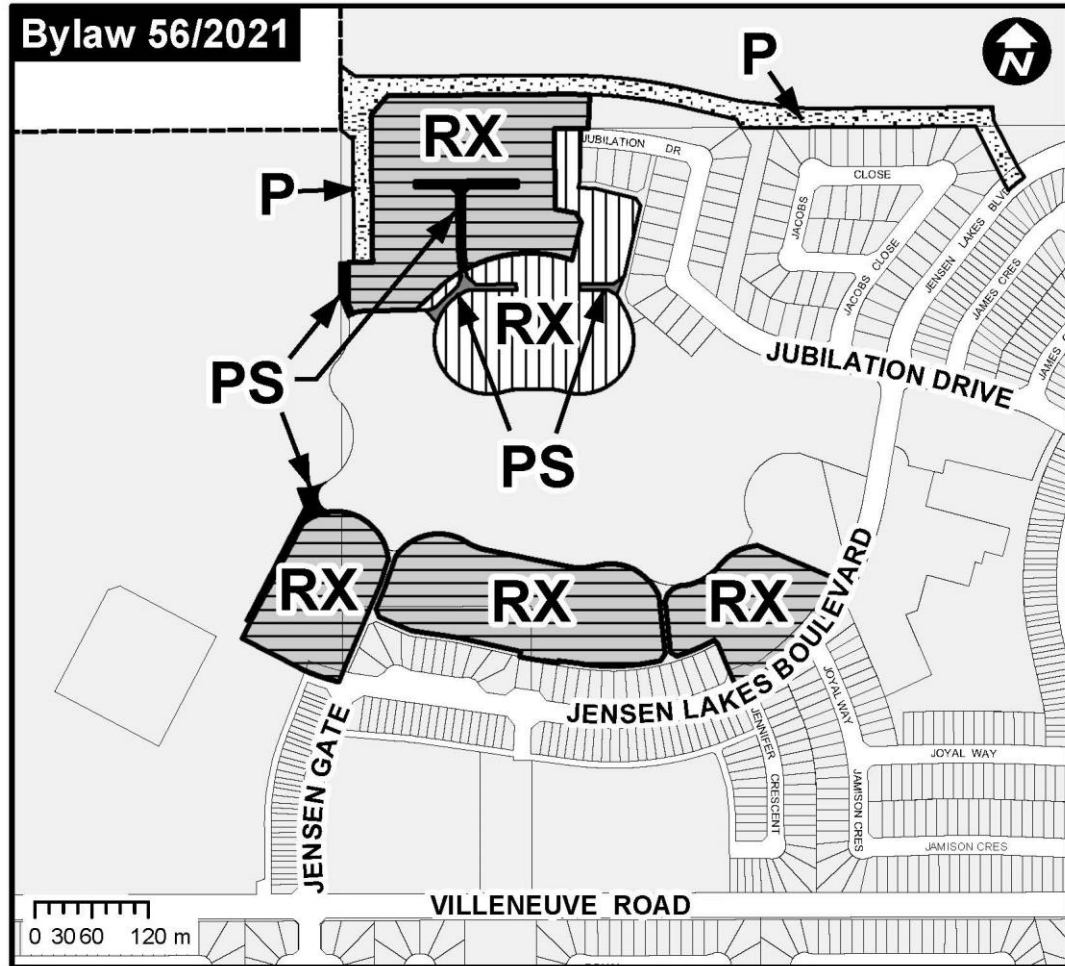 Bylaw 56/2021
N
P
RX
JUBILATION DR
P
CLOSE
JACOBS
JACOBS CLOSE
JENSEN LAKES BLVD
JAMES CRES
RX
JUBILATION DRIVE
JAMES
PS
PS
RX
RX
RX
JENSEN LAKES BOULEVARD
JENSEN GATE
JENNIFER CRESCENT
JOYAL WAY
JOYAL WAY
JAMISON CRES
JAMISON CRES
VILLENEUVE ROAD
0 30 60 120 m